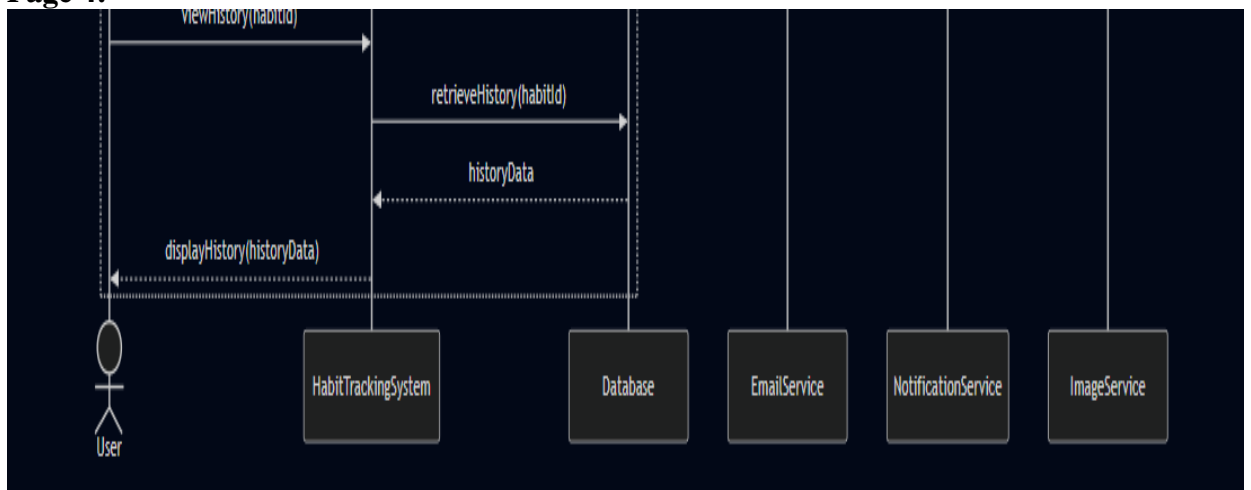 Page 4:
viewHistory(habitId)
retrieveHistory(habitId)
historyData
displayHistory(historyData)
HabitTrackingSystem
Database
EmailService
NotificationService
ImageService
User